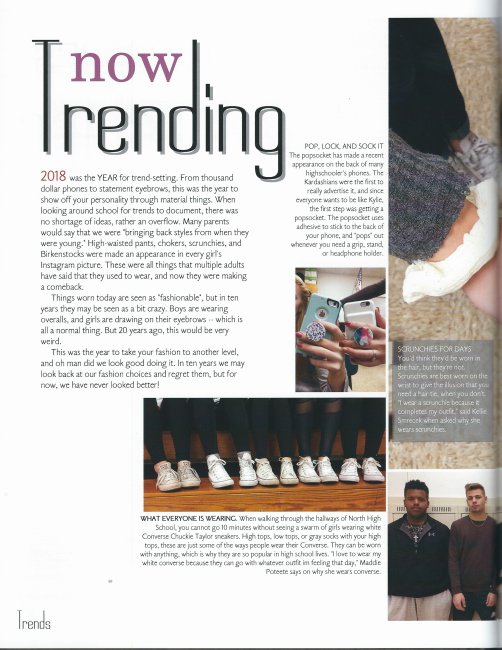 now
Trending
2018 was the YEAR for trend-setting. From thousand
dollar phones to statement eyebrows, this was the year to
show off your personality through material things. When
looking around school for trends to document, there was
no shortage of ideas, rather an overflow. Many parents
would say that we were "bringing back styles from when they
were young." High-waisted pants, chokers, scrunchies, and
Birkenstocks were made an appearance in every girl's
Instagram picture. These were all things that multiple adults
have said that they used to wear, and now they were making
a comeback.
Things worn today are seen as "fashionable", but in ten
years they may be seen as a bit crazy. Boys are wearing
overalls, and girls are drawing on their eyebrows -- which is
all a normal thing. But 20 years ago, this would be very
weird.
This was the year to take your fashion to another level,
and oh man did we look good doing it. In ten years we may
look back at our fashion choices and regret them, but for
now, we have never looked better!
POP, LOCK, AND SOCK IT
The popsocket has made a recent
appearance on the back of many
highschooler's phones. The
Kardashians were the first to
really advertise it, and since
everyone wants to be like Kylie,
the first step was getting a
popsocket. The popsocket uses
adhesive to stick to the back of
your phone, and "pops" out
whenever you need a grip, stand,
or headphone holder.
SCRUNCHIES FOR DAYS
You'd think they'd be worn in
the hair, but they're not.
Scrunchies are best worn on the
wrist to give the illusion that you
need a hair tie, when you don't.
"I wear a scrunchie because it
completes my outfit," said Kellie
Smrecek when asked why she
wears scrunchies.
WHAT EVERYONE IS WEARING. When walking through the hallways of North High
School, you cannot go 10 minutes without seeing a swarm of girls wearing white
Converse Chuckie Taylor sneakers. High tops, low tops, or gray socks with your high
tops, these are just some of the ways people wear their Converse. They can be worn
with anything, which is why they are so popular in high school lives. "I love to wear my
white converse because they can go with whatever outfit im feeling that day," Maddie
Poteete says on why she wears converse.
Trends